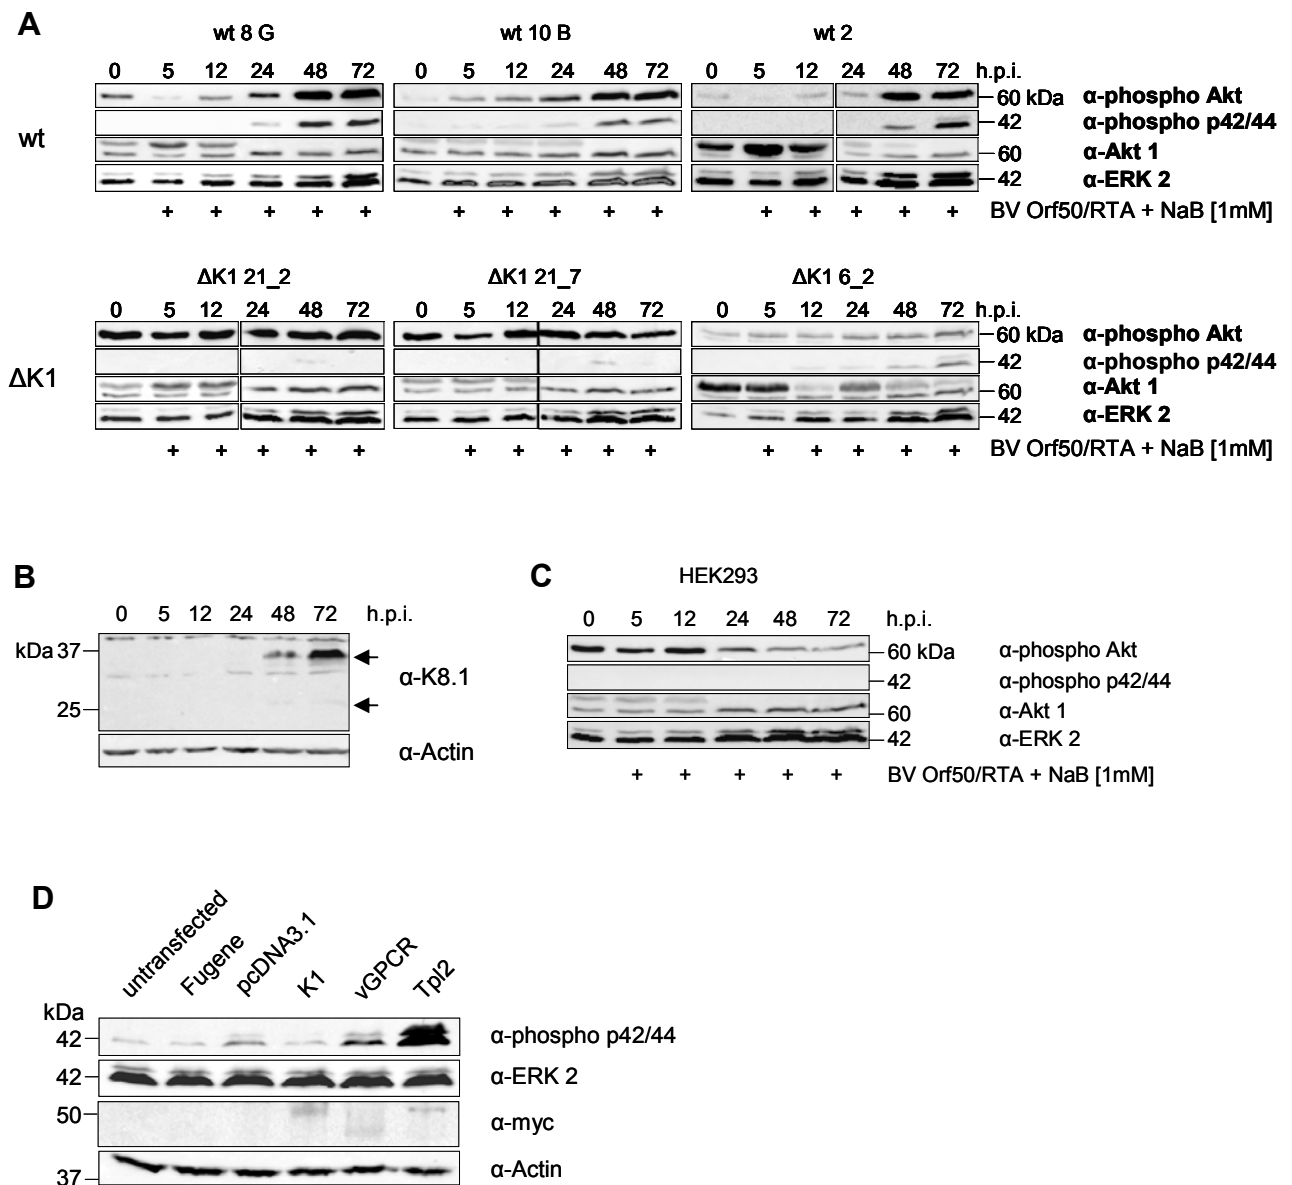 A
wt 8 G wt 10 B wt 2
0 5 12 24 48 72 0 5 12 24 48 72 0 5 12 24 48 72 h.p.i.
60 kDa α-phospho Akt
42 α-phospho p42/44
wt
60 α-Akt 1
42 α-ERK 2
+ + + + + + + + + + + + + + + BV Orf50/RTA + NaB [1mM]
ΔK1 21_2 ΔK1 21_7 ΔK1 6_2
0 5 12 24 48 72 0 5 12 24 48 72 0 5 12 24 48 72 h.p.i.
60 kDa α-phospho Akt
42 α-phospho p42/44
ΔK1
60 α-Akt 1
42 α-ERK 2
+ + + + + + + + + + + + + + + BV Orf50/RTA + NaB [1mM]
B
0 5 12 24 48 72 h.p.i.
kDa 37
α-K8.1
25
α-Actin
C
HEK293
0 5 12 24 48 72 h.p.i.
60 kDa α-phospho Akt
42 α-phospho p42/44
60 α-Akt 1
42 α-ERK 2
+ + + + + BV Orf50/RTA + NaB [1mM]
D
untransfected Fugene pcDNA3.1 K1 vGPCR Tpl2
kDa
42 α-phospho p42/44
42 α-ERK 2
50 α-myc
37 α-Actin